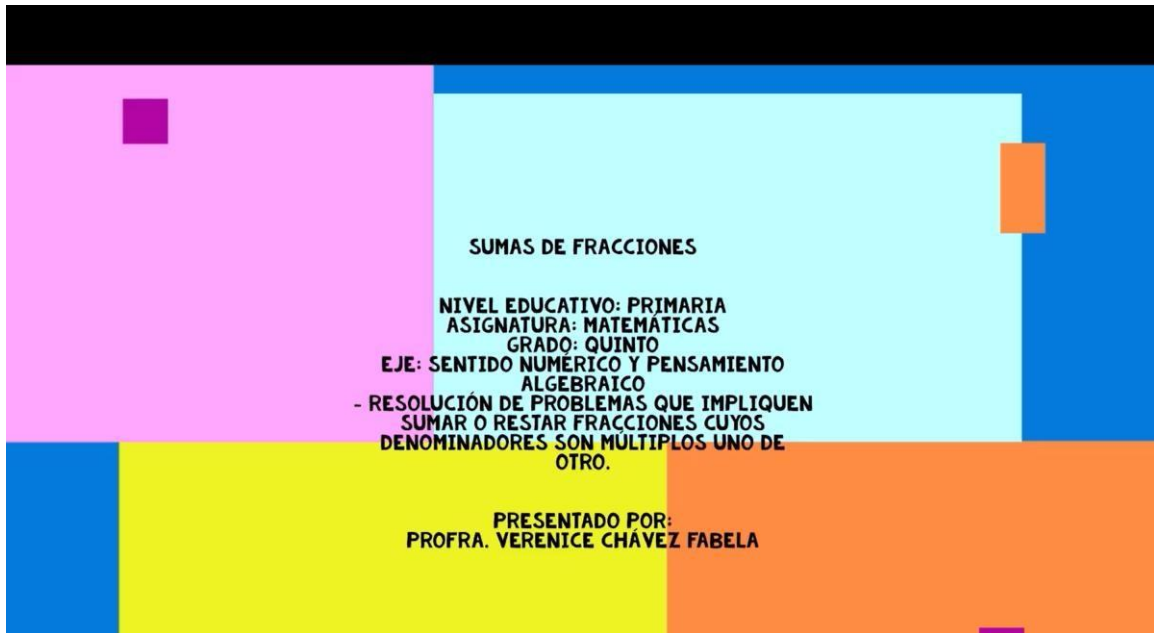 SUMAS DE FRACCIONES
NIVEL EDUCATIVO: PRIMARIA
ASIGNATURA: MATEMÁTICAS
GRADO: QUINTO
EJE: SENTIDO NUMÉRICO Y PENSAMIENTO
ALGEBRAICO
- RESOLUCIÓN DE PROBLEMAS QUE IMPLIQUEN
SUMAR O RESTAR FRACCIONES CUYOS
DENOMINADORES SON MÚLTIPLOS UNO DE
OTRO.
PRESENTADO POR:
PROFRA. VERENICE CHÁVEZ FABELA